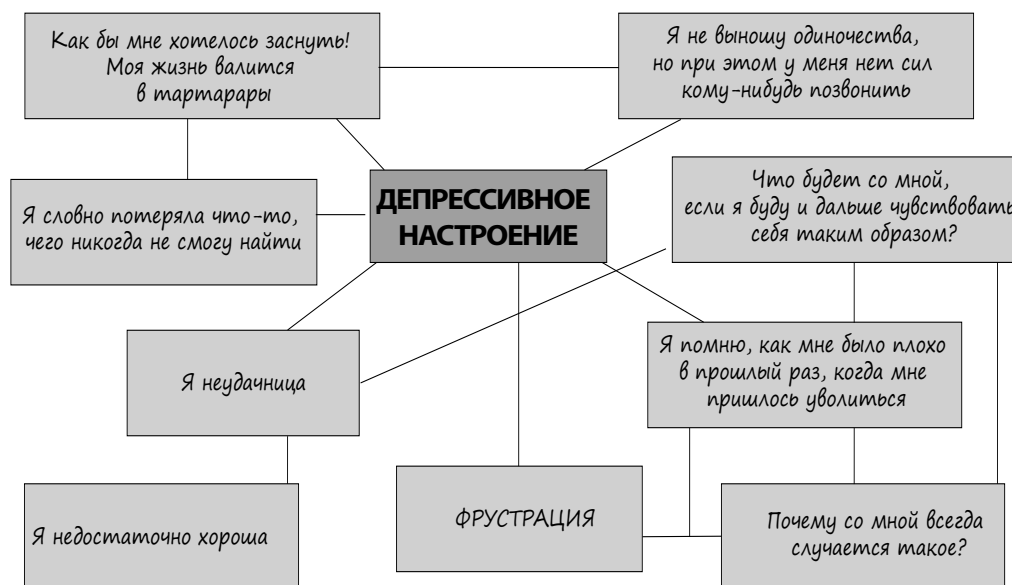 Как бы мне хотелось заснуть!
Моя жизнь валится
в тартарары
Я не выношу одиночества,
но при этом у меня нет сил
кому-нибудь позвонить
ДЕПРЕССИВНОЕ
НАСТРОЕНИЕ
Что будет со мной,
если я буду и дальше чувствовать
себя таким образом?
Я словно потеряла что-то,
чего никогда не смогу найти
Я неудачница
Я помню, как мне было плохо
в прошлый раз, когда мне
пришлось уволиться
Я недостаточно хороша
ФРУСТРАЦИЯ
Почему со мной всегда
случается такое?